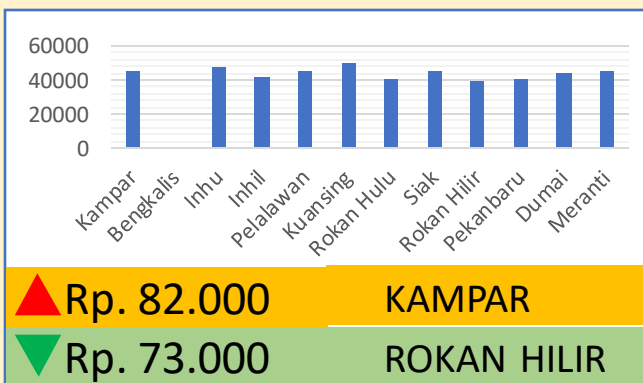 60000
40000
20000
0
Kampar
Bengkalis
Inhu
Inhil
Pelalawan
Kuansing
Rokan Hulu
Siak
Rokan Hilir
Pekanbaru
Dumai
Meranti
Rp. 82.000 KAMPAR
Rp. 73.000 ROKAN HILIR